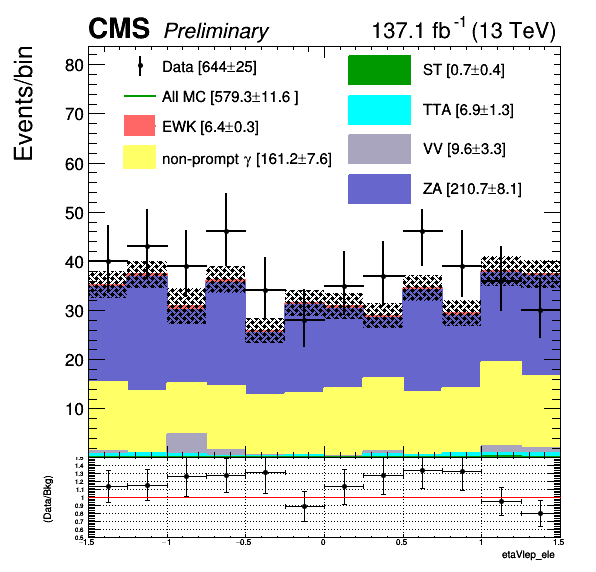 CMS Preliminary 137.1 fb⁻¹ (13 TeV)
Events/bin
80
70
60
50
40
30
20
10
Data [644±25]
All MC [579.3±11.6 ]
EWK [6.4±0.3]
non-prompt γ [161.2±7.6]
ST [0.7±0.4]
TTA [6.9±1.3]
VV [9.6±3.3]
ZA [210.7±8.1]
(Data/Bkg)
1.5
1.4
1.3
1.2
1.1
1
0.9
0.8
0.7
0.6
0.5
−1.5 −1 −0.5 0 0.5 1 1.5
etaVlep_ele